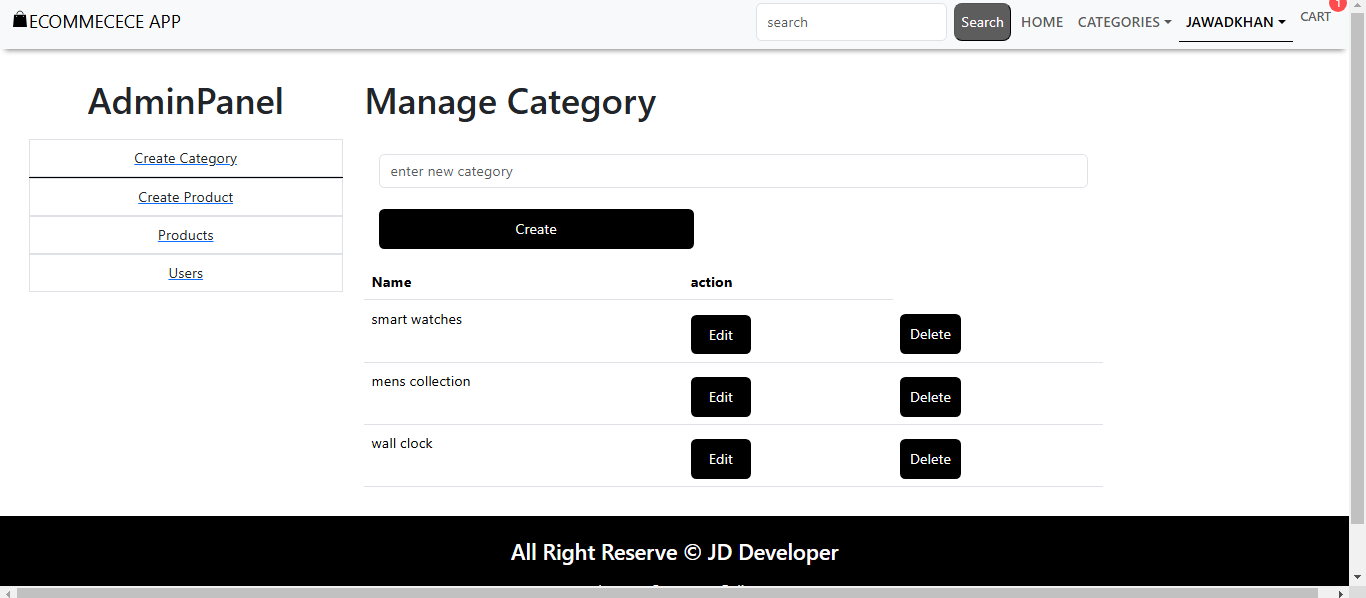 ECOMMECECE APP
search
Search
HOME
CATEGORIES
JAWADKHAN
CART
1
AdminPanel
Create Category
Create Product
Products
Users
Manage Category
enter new category
Create
Name action
smart watches Edit Delete
mens collection Edit Delete
wall clock Edit Delete
All Right Reserve © JD Developer